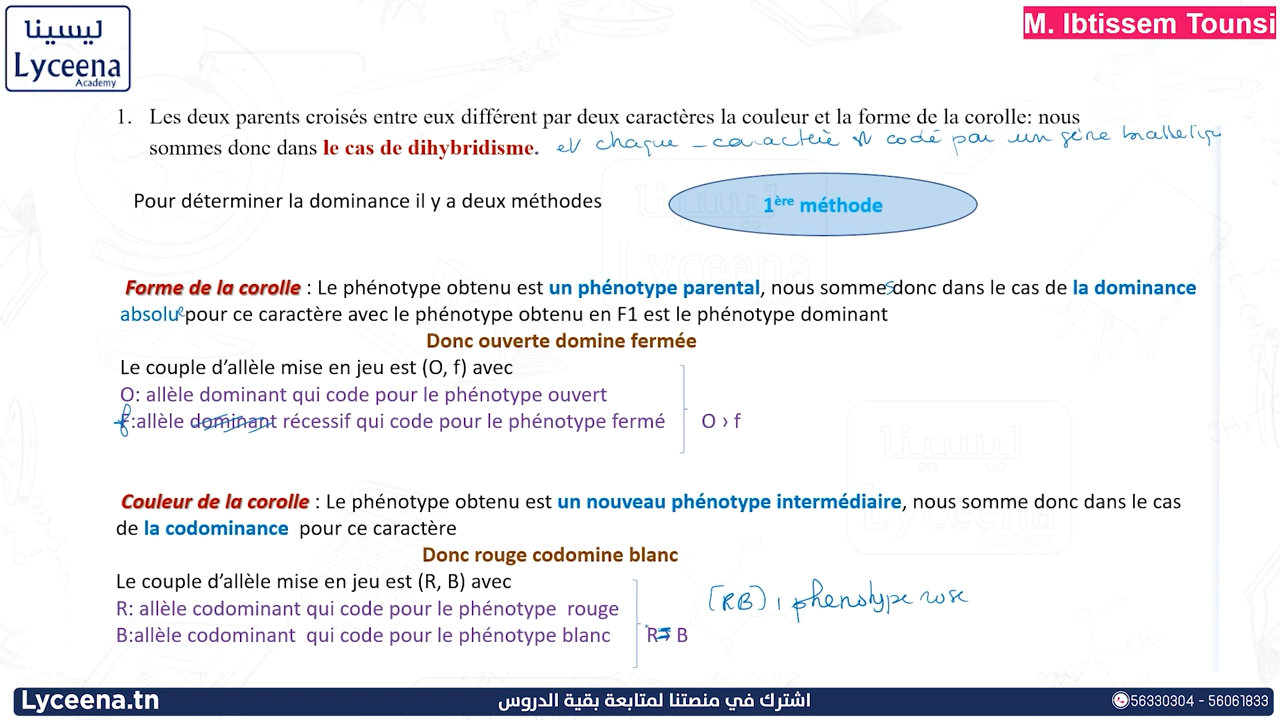 ليسينا
Lyceena
Academy
M. Ibtissem Tounsi
1. Les deux parents croisés entre eux différent par deux caractères la couleur et la forme de la corolle: nous
sommes donc dans le cas de dihybridisme. et chaque caractère est codé par un gène biallélique
Pour déterminer la dominance il y a deux méthodes
1ère méthode
Forme de la corolle : Le phénotype obtenu est un phénotype parental, nous sommes donc dans le cas de la dominance
absolue pour ce caractère avec le phénotype obtenu en F1 est le phénotype dominant
Donc ouverte domine fermée
Le couple d’allèle mise en jeu est (O, f) avec
O: allèle dominant qui code pour le phénotype ouvert
f:allèle dominant récessif qui code pour le phénotype fermé
O › f
Couleur de la corolle : Le phénotype obtenu est un nouveau phénotype intermédiaire, nous somme donc dans le cas
de la codominance pour ce caractère
Donc rouge codomine blanc
Le couple d’allèle mise en jeu est (R, B) avec
R: allèle codominant qui code pour le phénotype rouge
B:allèle codominant qui code pour le phénotype blanc
R = B
[RB] , phenotype rose
Lyceena.tn
اشترك في منصتنا لمتابعة بقية الدروس
56330304 - 56061833